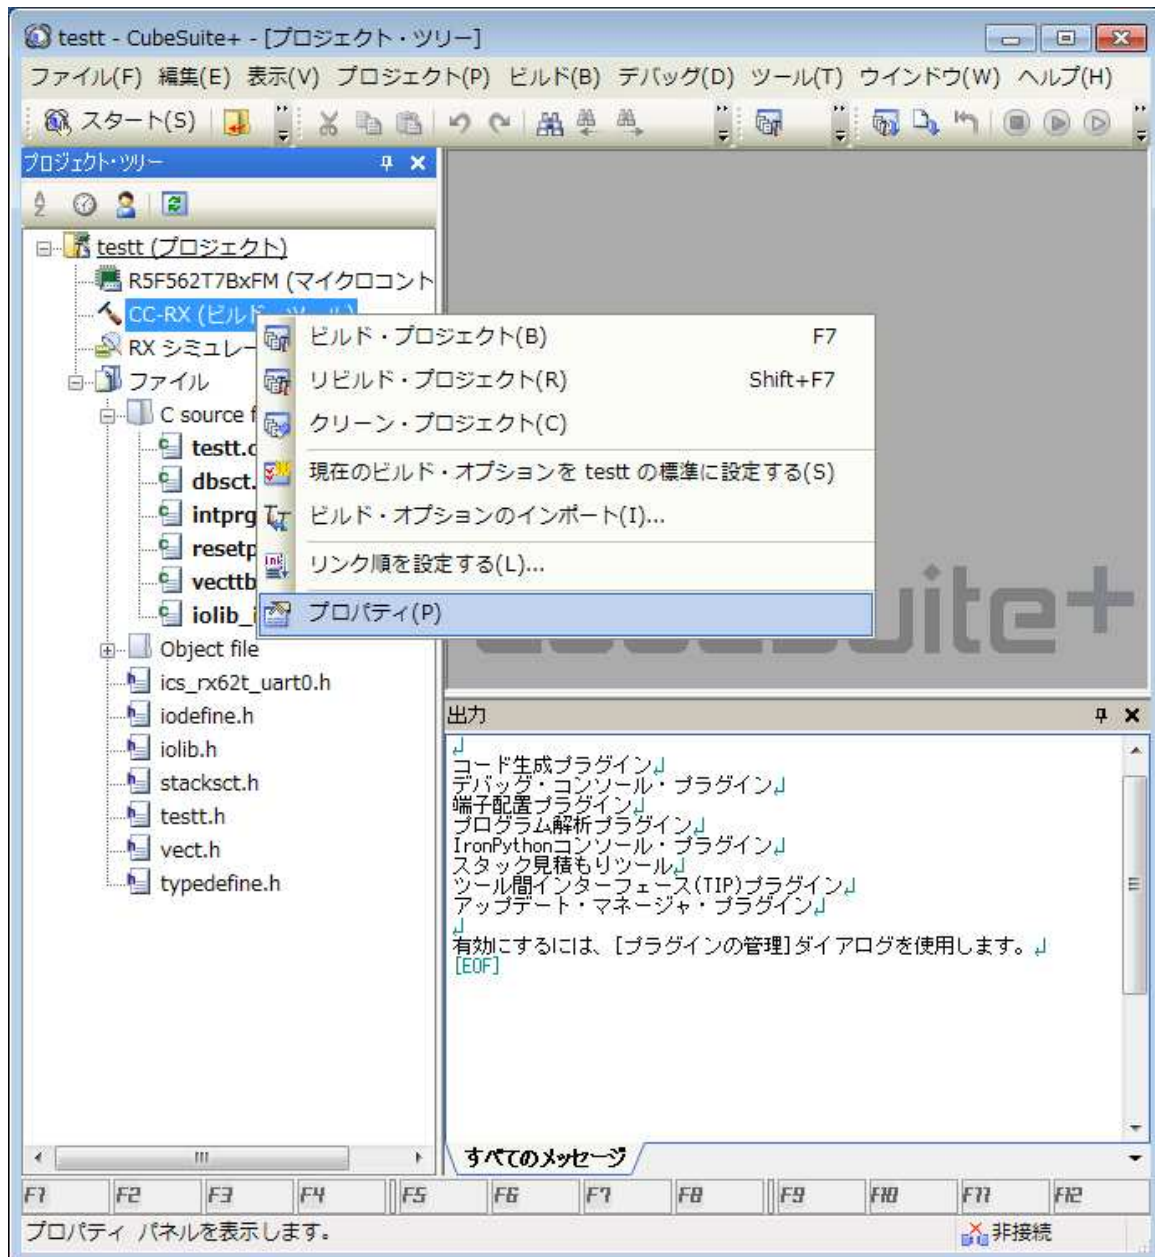 testt - CubeSuite+ - [プロジェクト・ツリー]
ファイル(F) 編集(E) 表示(V) プロジェクト(P) ビルド(B) デバッグ(D) ツール(T) ウインドウ(W) ヘルプ(H)
スタート(S)
プロジェクト・ツリー
testt (プロジェクト)
R5F562T7BxFM (マイクロコント
CC-RX (ビルド・ツール)
RX シミュレー
ファイル
C source f
testt.c
dbsct.
intprg
resetp
vecttb
iolib_i
Object file
ics_rx62t_uart0.h
iodefine.h
iolib.h
stacksct.h
testt.h
vect.h
typedefine.h
ビルド・プロジェクト(B) F7
リビルド・プロジェクト(R) Shift+F7
クリーン・プロジェクト(C)
現在のビルド・オプションを testt の標準に設定する(S)
ビルド・オプションのインポート(I)...
リンク順を設定する(L)...
プロパティ(P)
CubeSuite+
出力
コード生成プラグイン
デバッグ・コンソール・プラグイン
端子配置プラグイン
プログラム解析プラグイン
IronPythonコンソール・プラグイン
スタック見積もりツール
ツール間インターフェース(TIP)プラグイン
アップデート・マネージャ・プラグイン
有効にするには、[プラグインの管理]ダイアログを使用します。
[EOF]
すべてのメッセージ
F1 F2 F3 F4 F5 F6 F7 F8 F9 F10 F11 F12
プロパティ パネルを表示します。
非接続